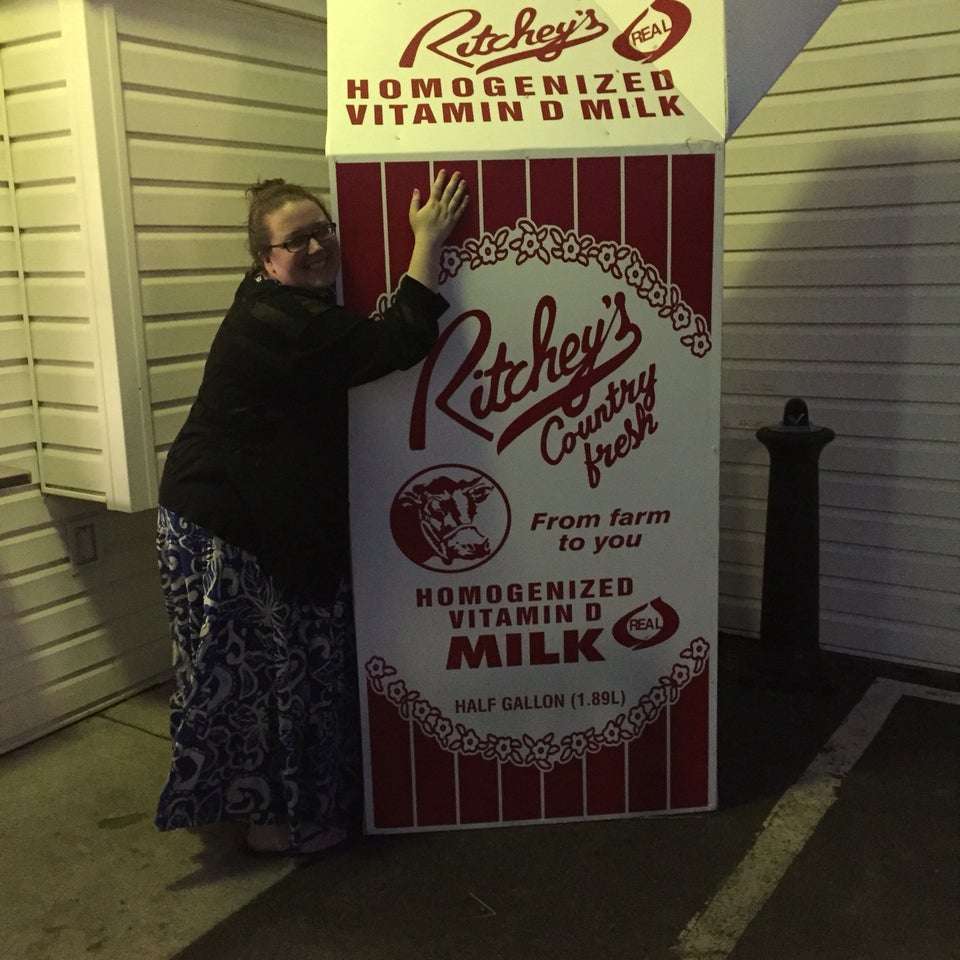 Ritchey's REAL
HOMOGENIZED
VITAMIN D MILK
Ritchey's
Country
fresh
From farm
to you
HOMOGENIZED
VITAMIN D
MILK REAL
HALF GALLON (1.89L)